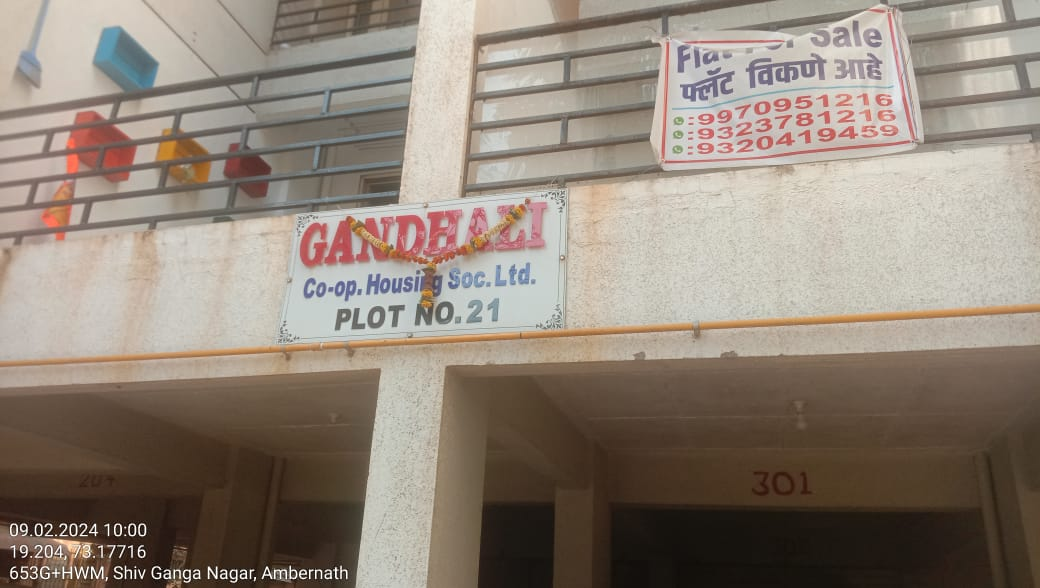 Flat For Sale
फ्लॅट विकणे आहे
:9970951216
:9323781216
:9320419459
GANDHALI
Co-op. Housing Soc. Ltd.
PLOT NO. 21
204
301
09.02.2024 10:00
19.204, 73.17716
653G+HWM, Shiv Ganga Nagar, Ambernath